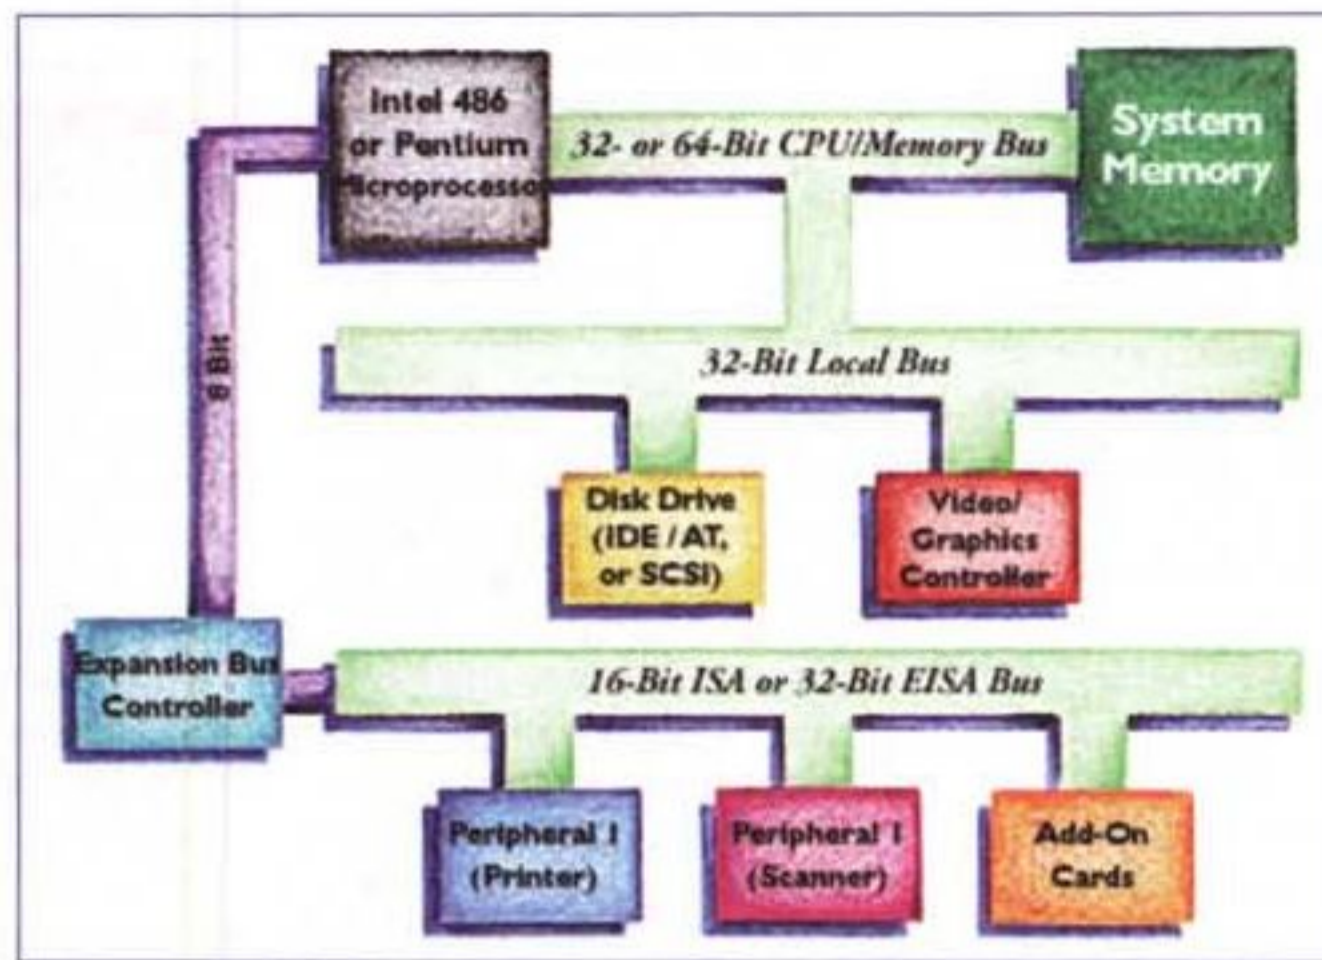 Intel 486
or Pentium
Microprocessor
32- or 64-Bit CPU/Memory Bus
System
Memory
8 Bit
32-Bit Local Bus
Disk Drive
(IDE / AT,
or SCSI)
Video/
Graphics
Controller
Expansion Bus
Controller
16-Bit ISA or 32-Bit EISA Bus
Peripheral 1
(Printer)
Peripheral 1
(Scanner)
Add-On
Cards